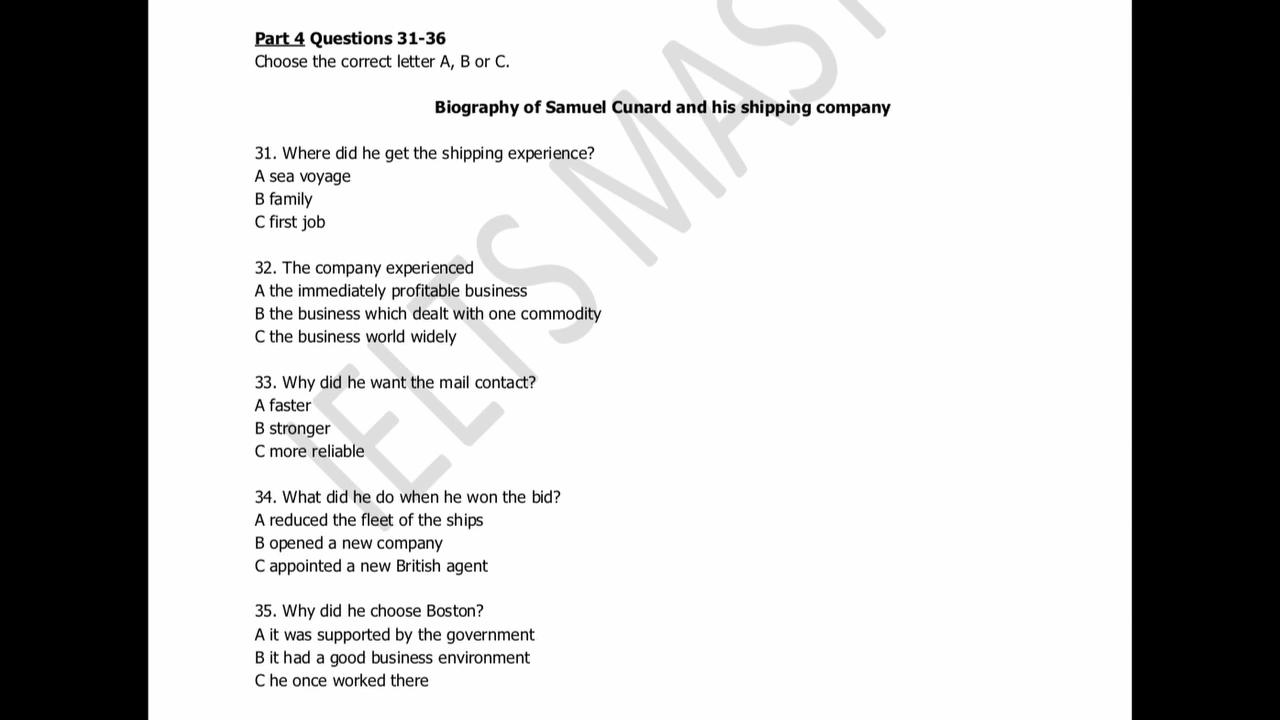 Part 4 Questions 31-36
Choose the correct letter A, B or C.
Biography of Samuel Cunard and his shipping company
31. Where did he get the shipping experience?
A sea voyage
B family
C first job
32. The company experienced
A the immediately profitable business
B the business which dealt with one commodity
C the business world widely
33. Why did he want the mail contact?
A faster
B stronger
C more reliable
34. What did he do when he won the bid?
A reduced the fleet of the ships
B opened a new company
C appointed a new British agent
35. Why did he choose Boston?
A it was supported by the government
B it had a good business environment
C he once worked there
IELTS MAST